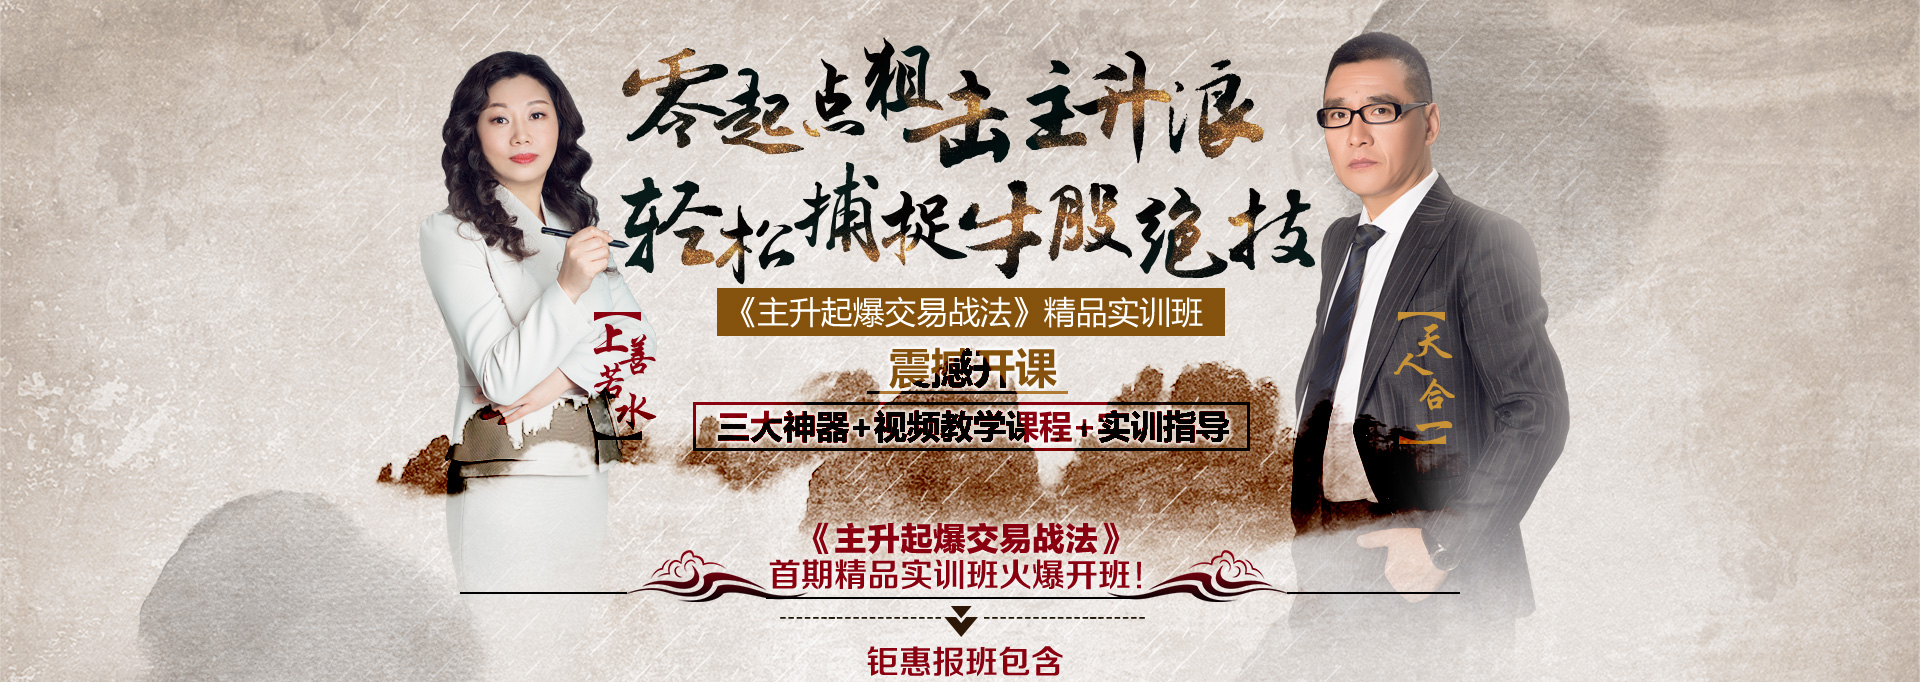 零起点狙击主升浪
轻松捕捉牛股绝技
《主升起爆交易战法》精品实训班
【上善若水】
【天人合一】
震撼开课
三大神器+视频教学课程+实训指导
《主升起爆交易战法》
首期精品实训班火爆开班!
钜惠报班包含